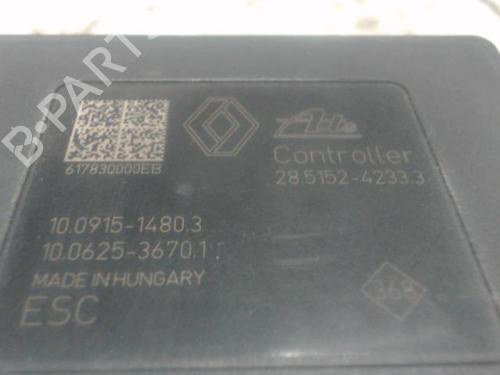 617830000EB
Ate
Controller
28.5152-4233.3
10.0915-1480.3
10.0625-3670.1
MADE IN HUNGARY
ESC
368
B-PARTS